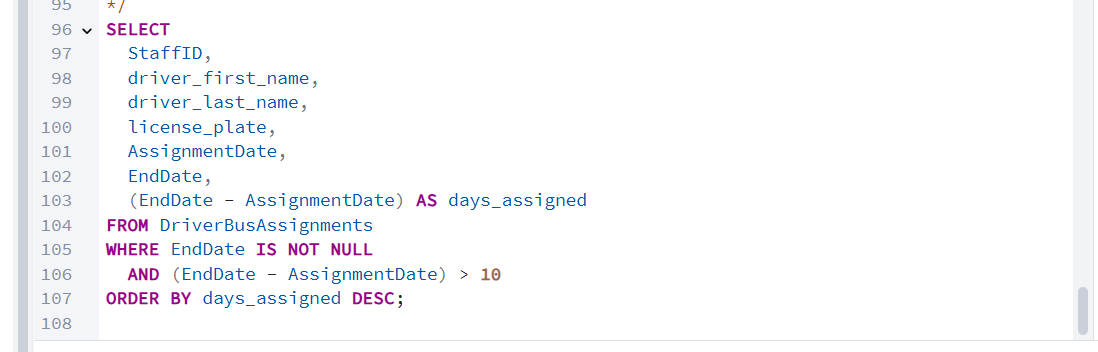 95 */
96 SELECT
97 StaffID,
98 driver_first_name,
99 driver_last_name,
100 license_plate,
101 AssignmentDate,
102 EndDate,
103 (EndDate - AssignmentDate) AS days_assigned
104 FROM DriverBusAssignments
105 WHERE EndDate IS NOT NULL
106 AND (EndDate - AssignmentDate) > 10
107 ORDER BY days_assigned DESC;
108